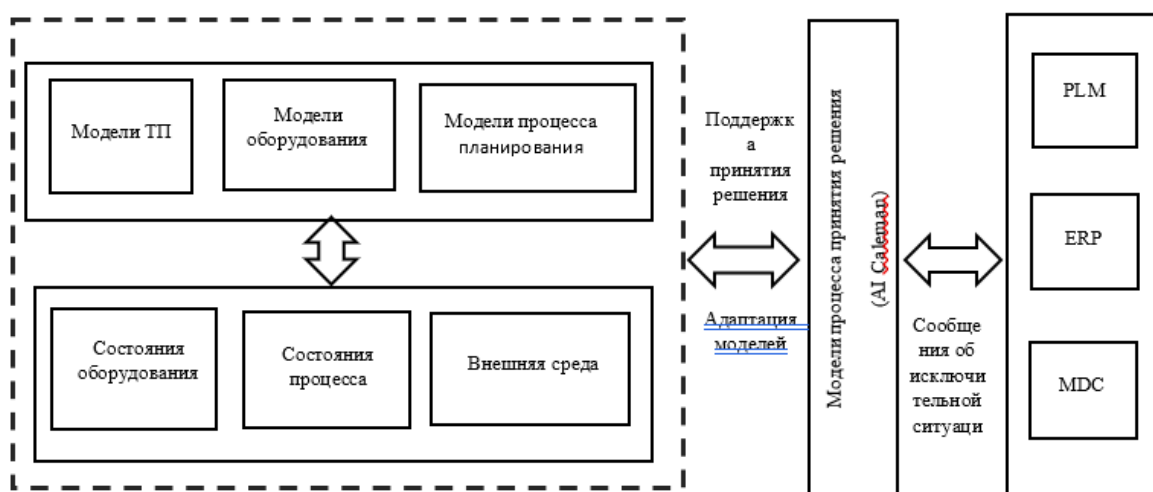 Модели ТП
Модели
оборудования
Модели процесса
планирования
Состояния
оборудования
Состояния
процесса
Внешняя среда
Поддержк
а
принятия
решения
Адаптация
моделей
Модели процесса принятия решения
(AI Caleman)
Сообще
ния об
исключи
тельной
ситуаци
PLM
ERP
MDC